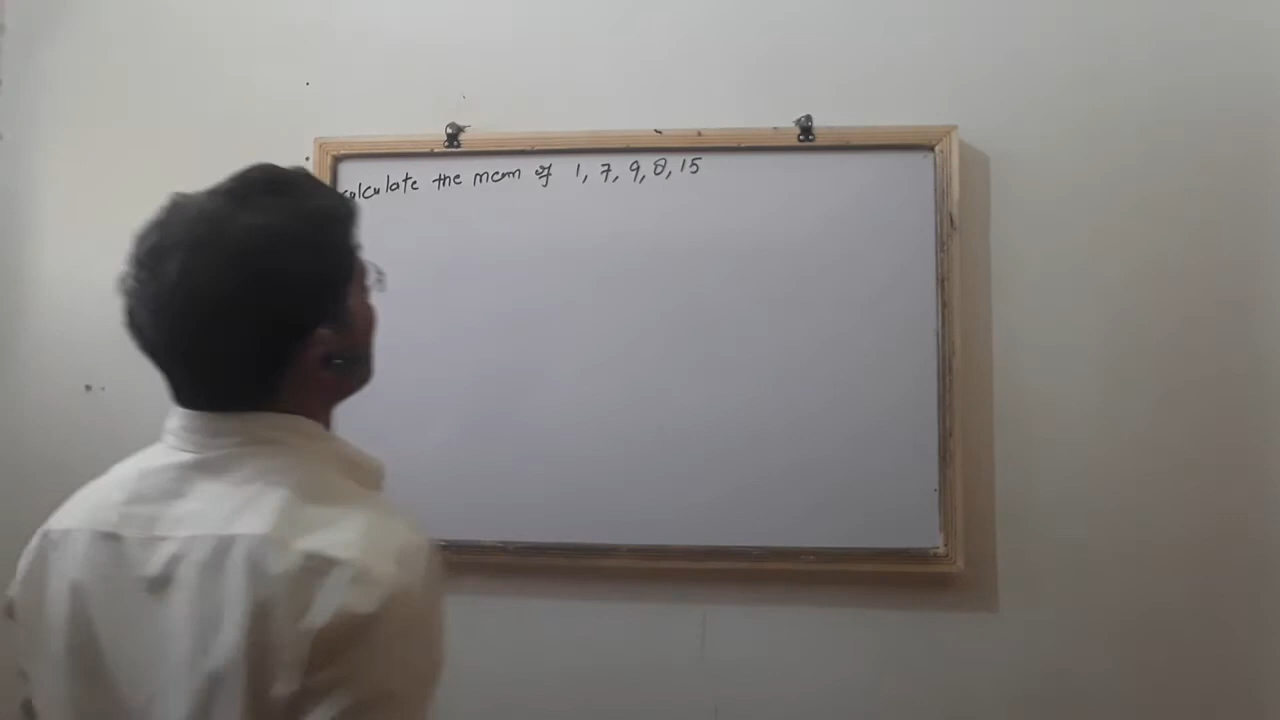 calculate the mean of 1, 7, 9, 8, 15